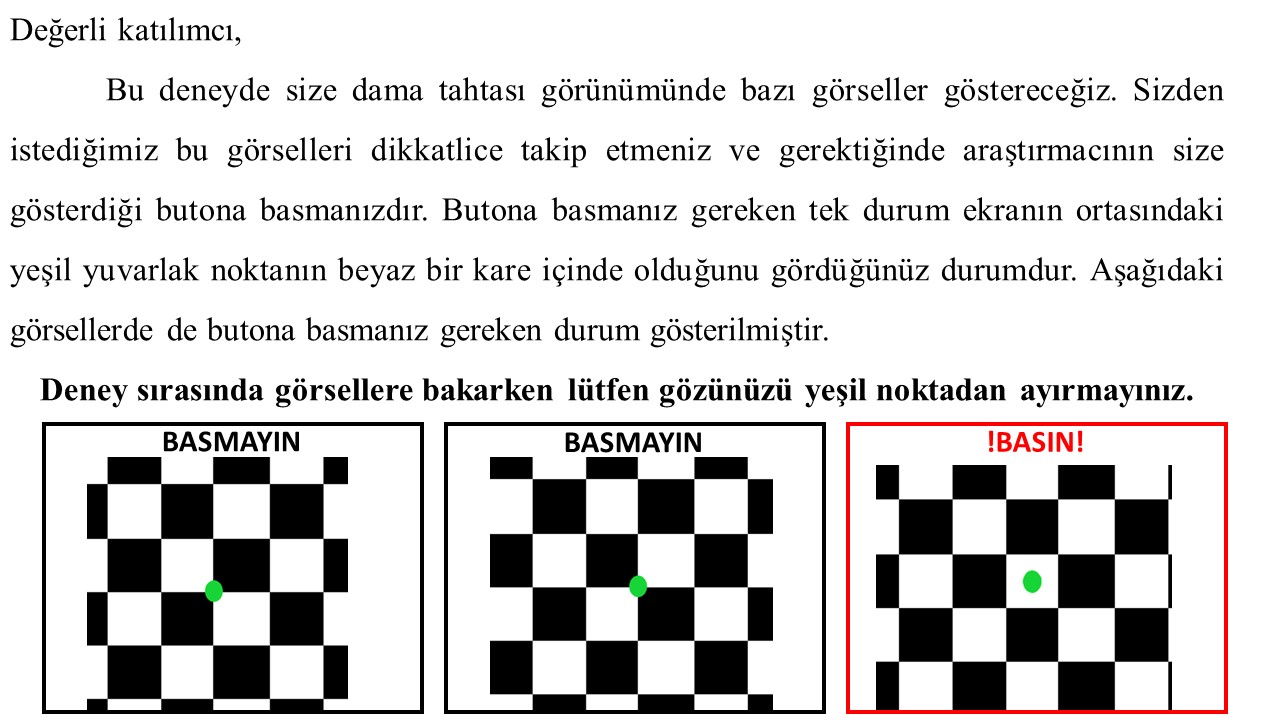 Değerli katılımcı,
Bu deneyde size dama tahtası görünümünde bazı görseller göstereceğiz. Sizden
istediğimiz bu görselleri dikkatlice takip etmeniz ve gerektiğinde araştırmacının size
gösterdiği butona basmanızdır. Butona basmanız gereken tek durum ekranın ortasındaki
yeşil yuvarlak noktanın beyaz bir kare içinde olduğunu gördüğünüz durumdur. Aşağıdaki
görsellerde de butona basmanız gereken durum gösterilmiştir.
Deney sırasında görsellere bakarken lütfen gözünüzü yeşil noktadan ayırmayınız.
BASMAYIN
BASMAYIN
!BASIN!